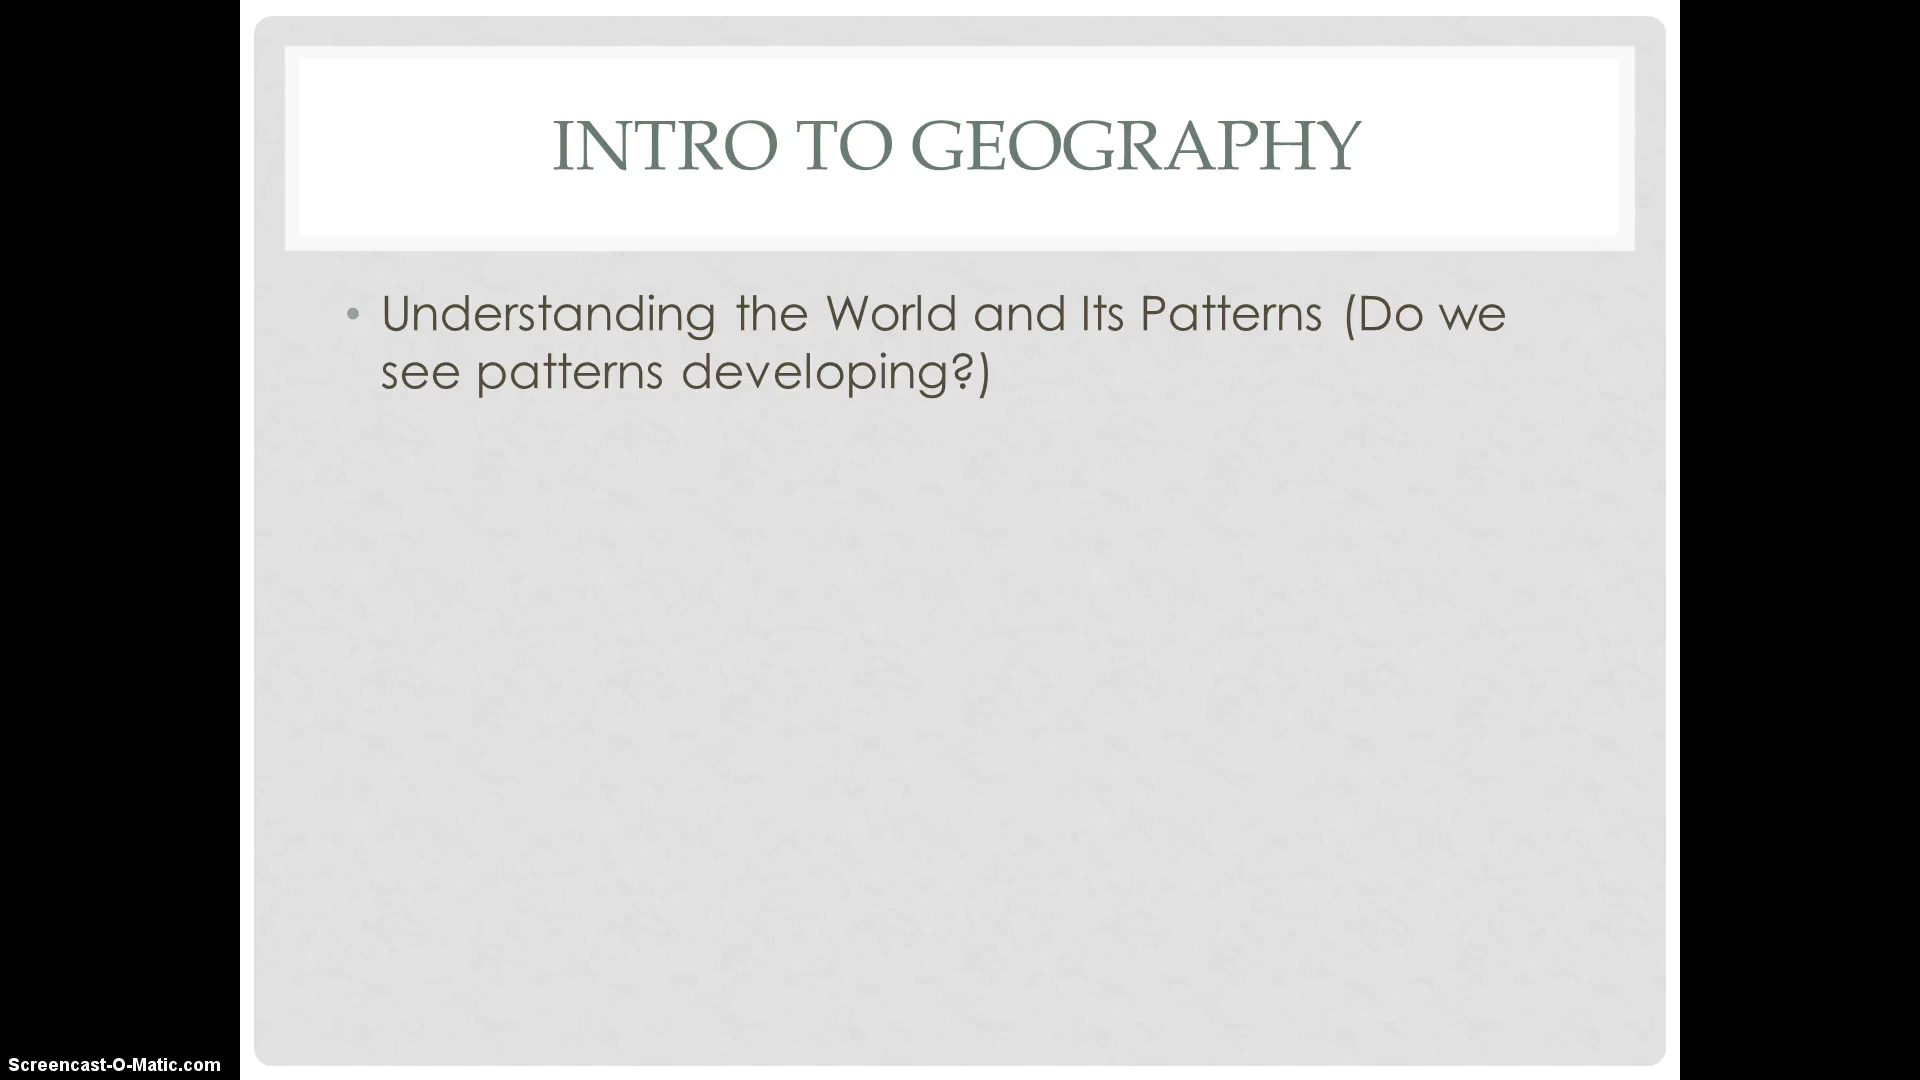 INTRO TO GEOGRAPHY
• Understanding the World and Its Patterns (Do we
see patterns developing?)
Screencast-O-Matic.com